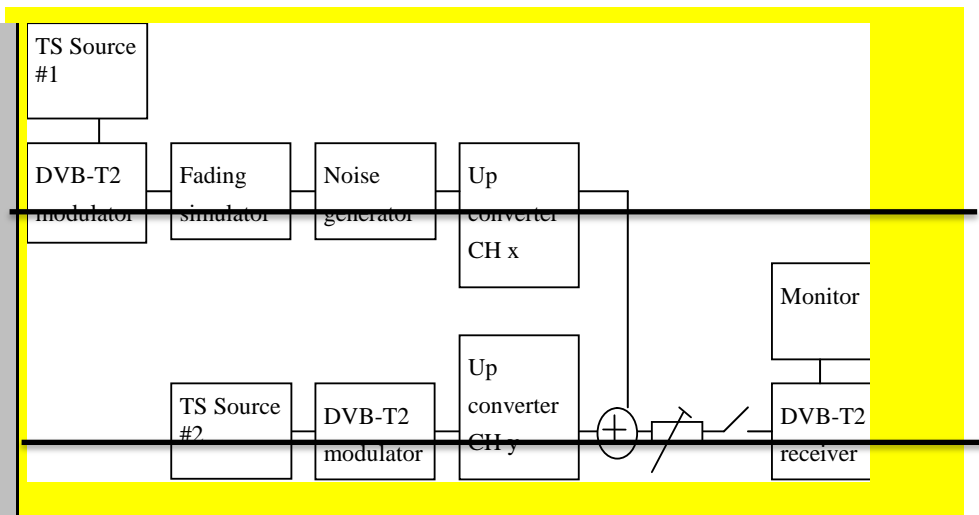 TS Source
#1
DVB-T2
modulator
Fading
simulator
Noise
generator
Up
converter
CH x
Monitor
TS Source
#2
DVB-T2
modulator
Up
converter
CH y
DVB-T2
receiver